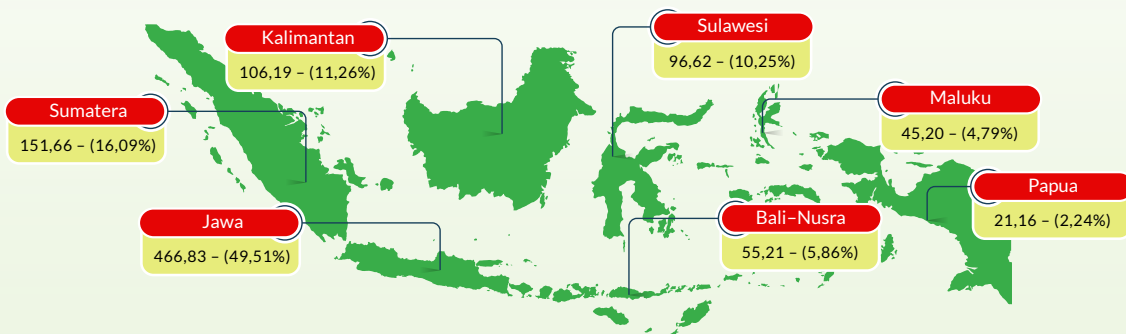 Kalimantan
106,19 – (11,26%)
Sulawesi
96,62 – (10,25%)
Sumatera
151,66 – (16,09%)
Maluku
45,20 – (4,79%)
Papua
21,16 – (2,24%)
Jawa
466,83 – (49,51%)
Bali–Nusra
55,21 – (5,86%)